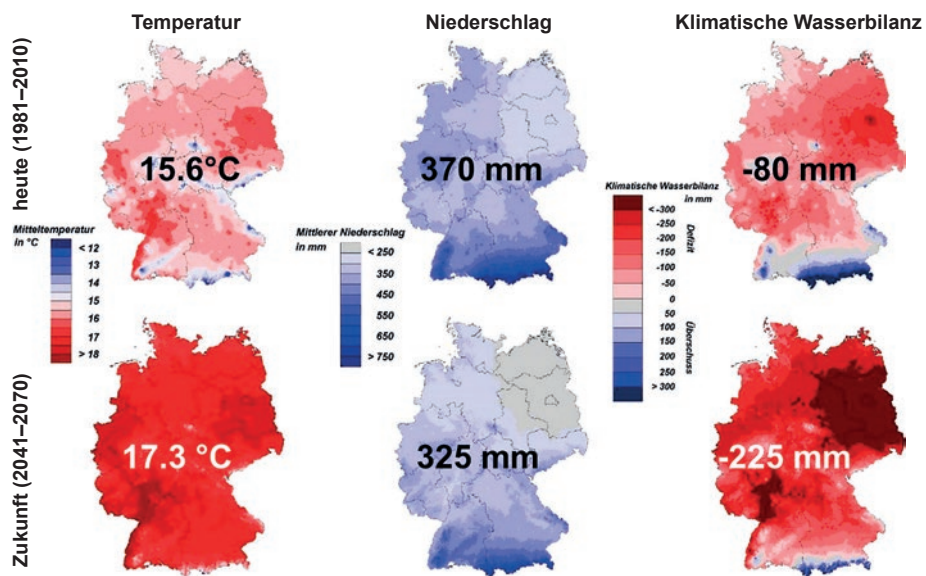 Temperatur
Niederschlag
Klimatische Wasserbilanz
heute (1981–2010)
15.6°C
370 mm
-80 mm
Mitteltemperatur
in °C
< 12
13
14
15
16
17
> 18
Mittlerer Niederschlag
in mm
< 250
350
450
550
650
> 750
Klimatische Wasserbilanz
in mm
< -300
-250
-200
-150
-100
-50
0
50
100
150
200
250
> 300
Defizit
Überschuss
Zukunft (2041–2070)
17.3 °C
325 mm
-225 mm